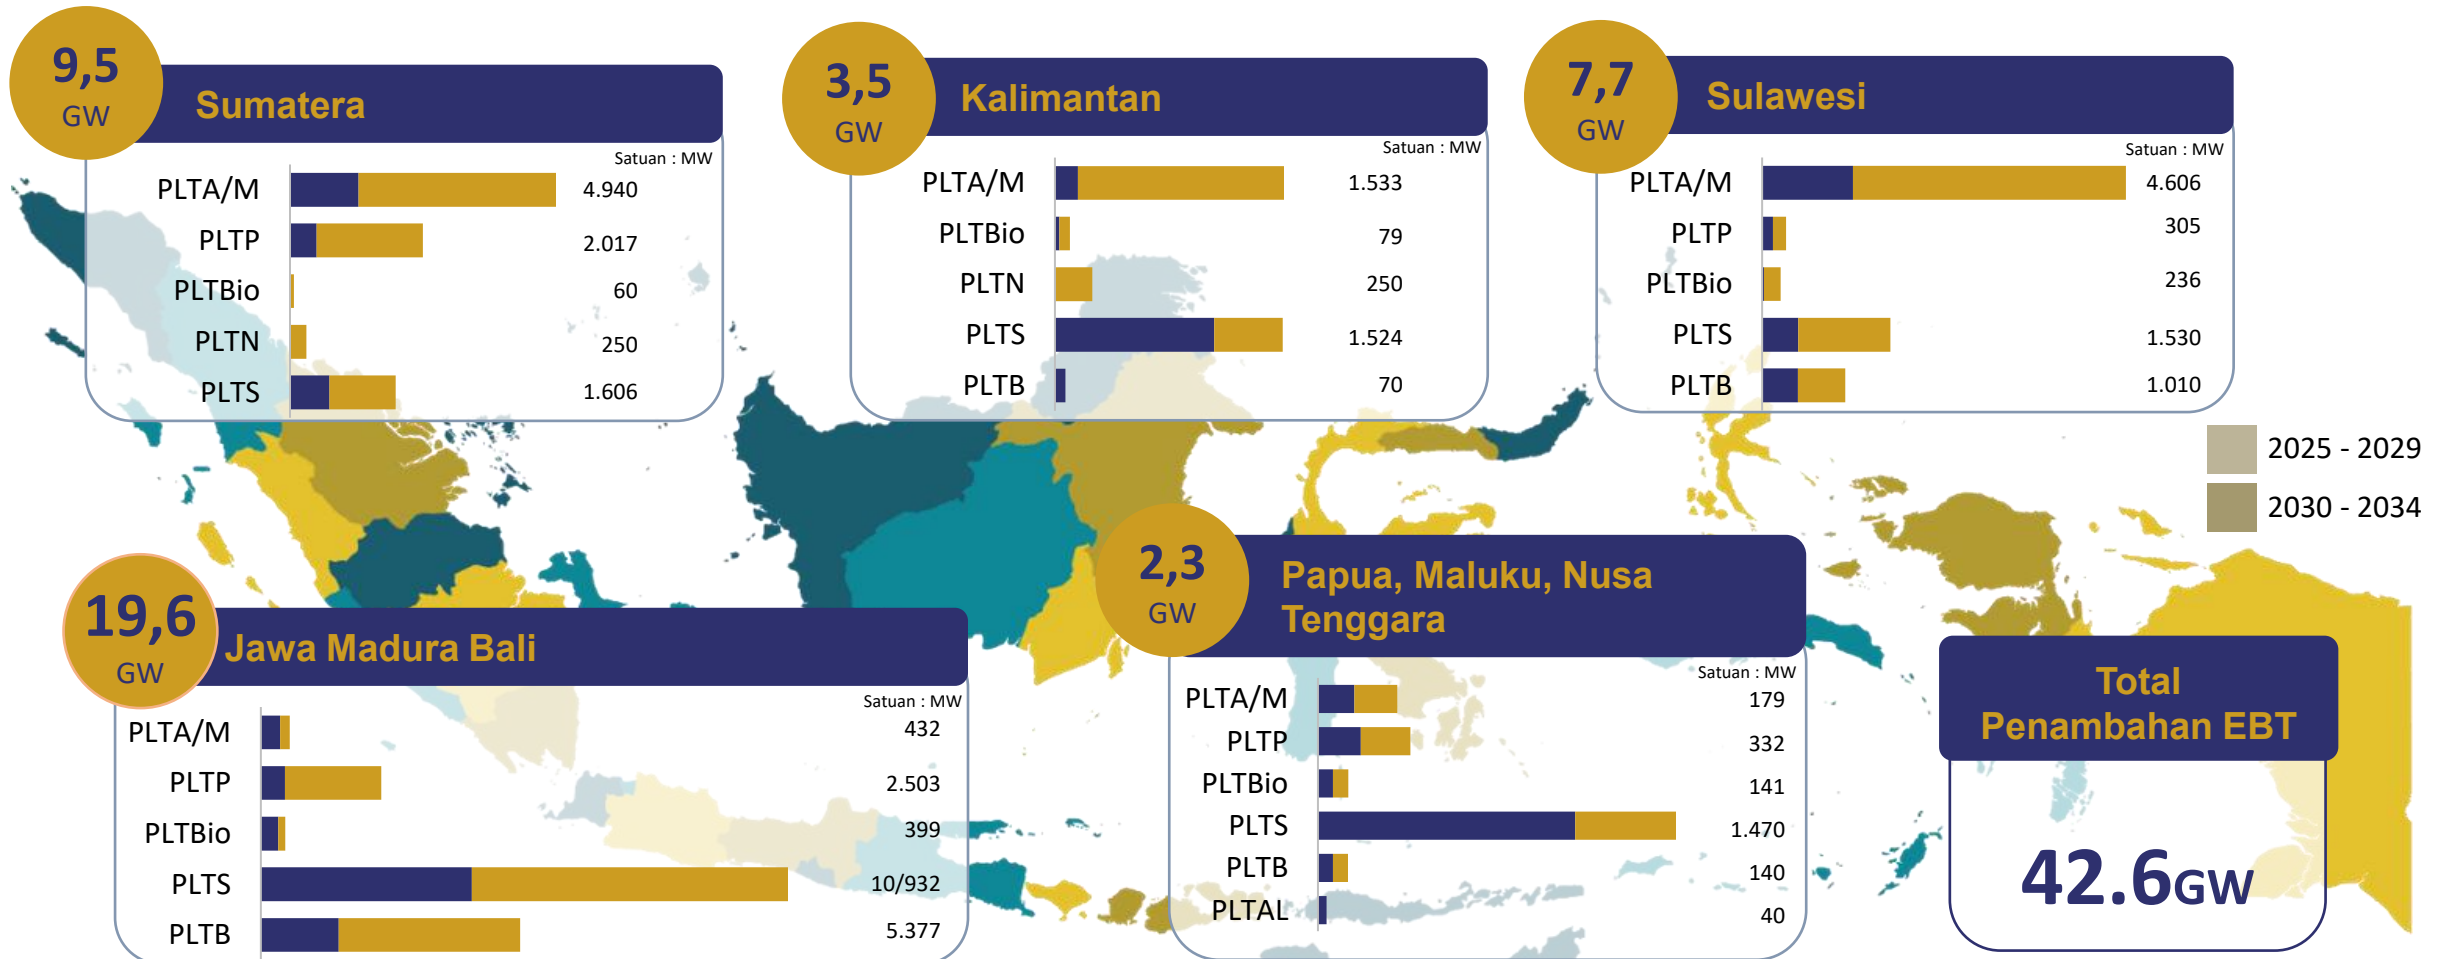 9,5
GW
Sumatera
Satuan : MW
PLTA/M 4.940
PLTP 2.017
PLTBio 60
PLTN 250
PLTS 1.606
3,5
GW
Kalimantan
Satuan : MW
PLTA/M 1.533
PLTBio 79
PLTN 250
PLTS 1.524
PLTB 70
7,7
GW
Sulawesi
Satuan : MW
PLTA/M 4.606
PLTP 305
PLTBio 236
PLTS 1.530
PLTB 1.010
2025 - 2029
2030 - 2034
19,6
GW
Jawa Madura Bali
Satuan : MW
PLTA/M 432
PLTP 2.503
PLTBio 399
PLTS 10/932
PLTB 5.377
2,3
GW
Papua, Maluku, Nusa
Tenggara
Satuan : MW
PLTA/M 179
PLTP 332
PLTBio 141
PLTS 1.470
PLTB 140
PLTAL 40
Total
Penambahan EBT
42.6GW